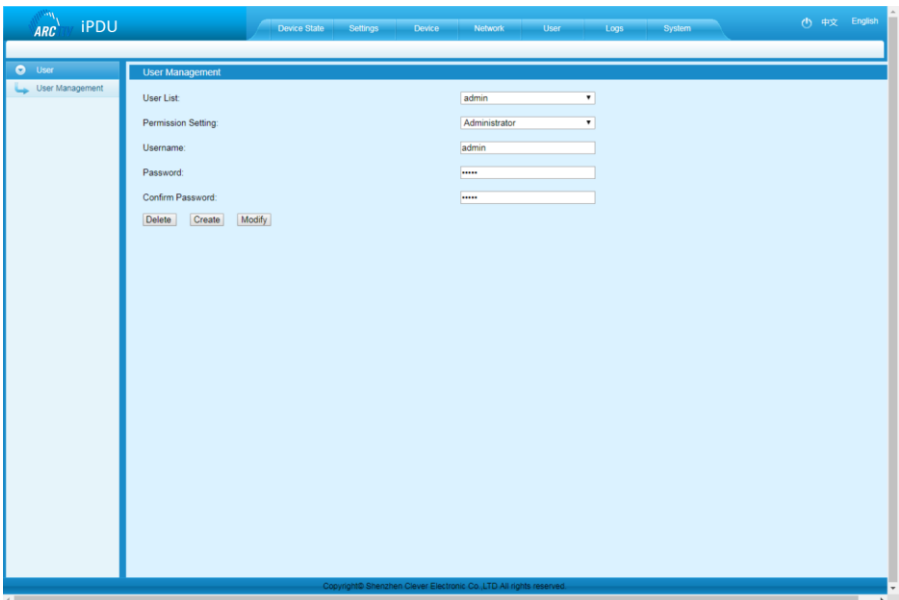 ARC iPDU
Device State Settings Device Network User Logs System
中文 English
User
User Management
User Management
User List: admin
Permission Setting: Administrator
Username: admin
Password: •••••
Confirm Password: •••••
Delete Create Modify
Copyright© Shenzhen Clever Electronic Co.,LTD All rights reserved.